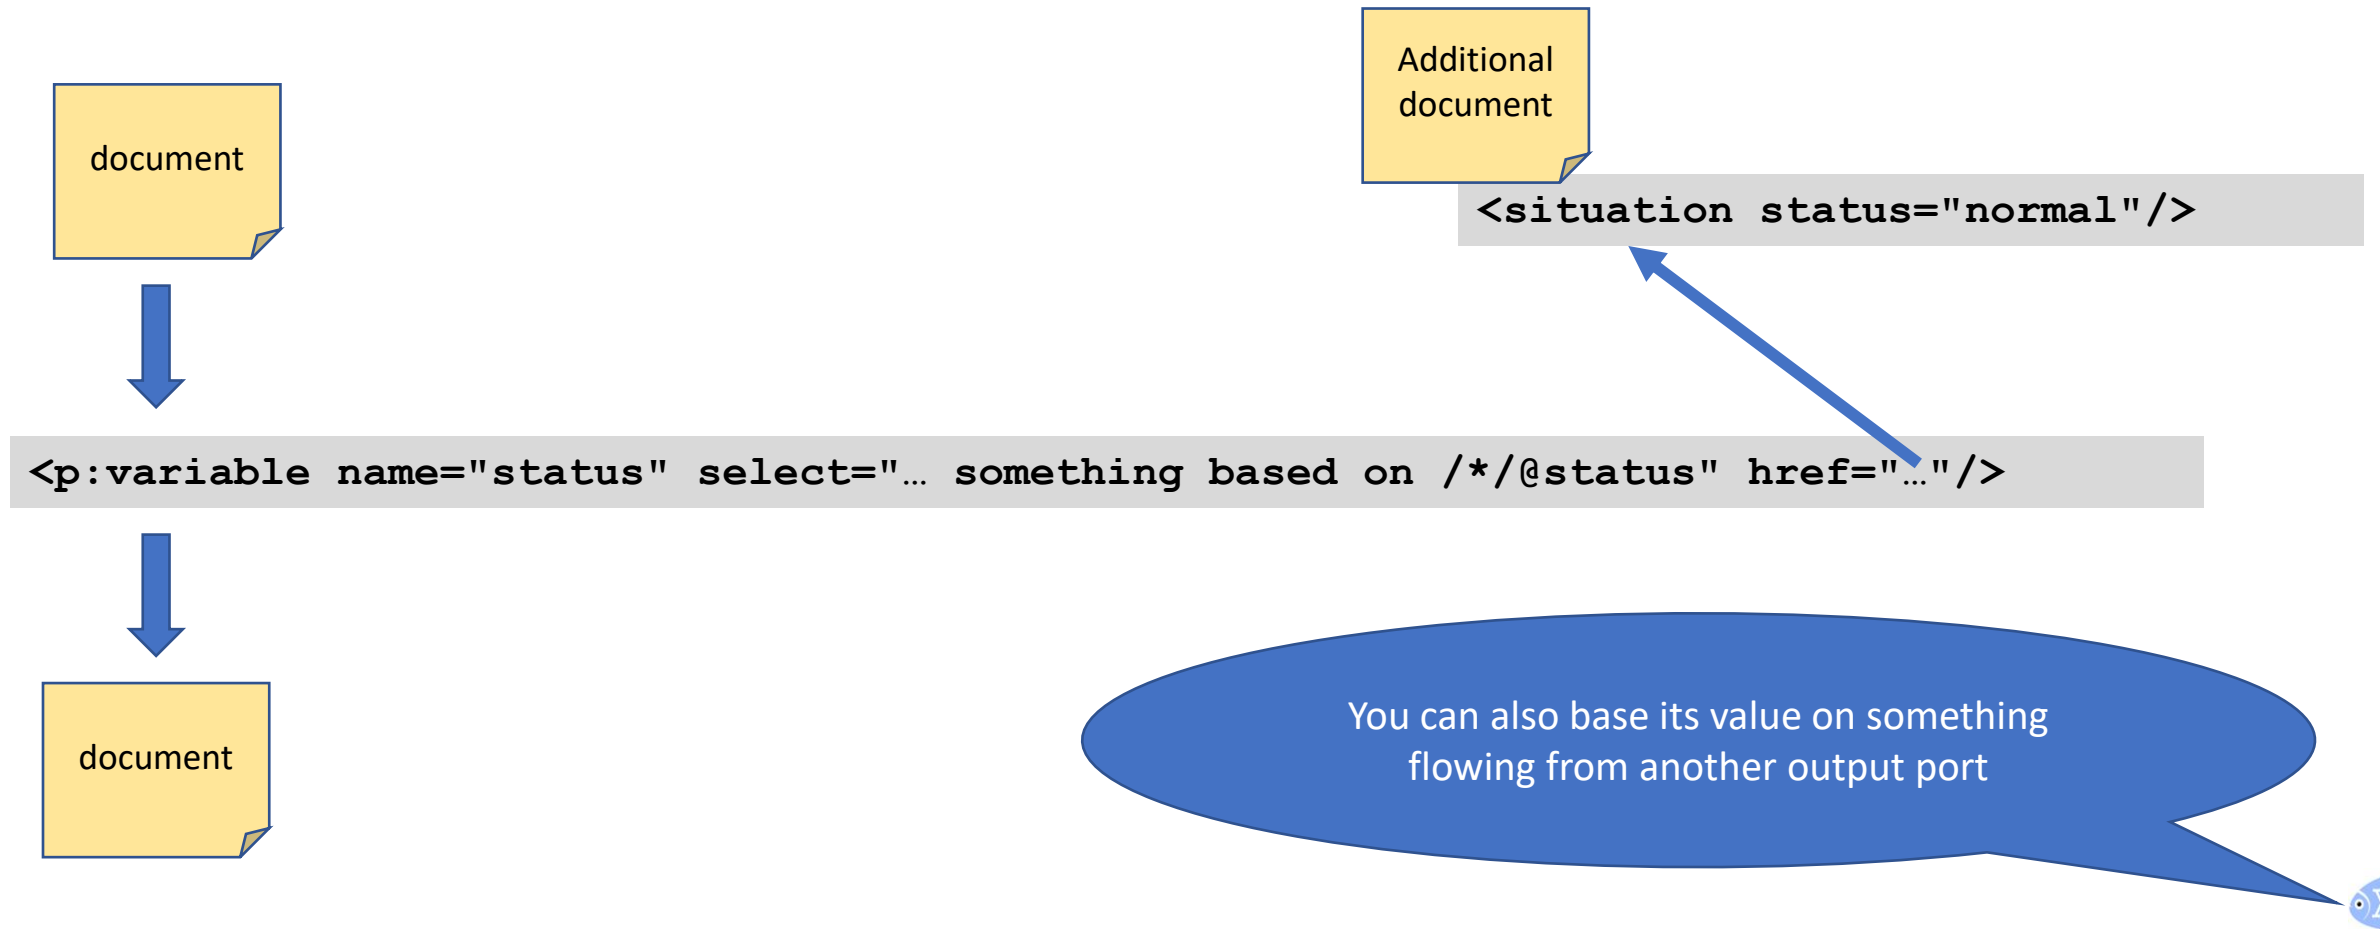 Additional
document
document
<situation status="normal"/>
<p:variable name="status" select="… something based on /*/@status" href="…"/>
You can also base its value on something
flowing from another output port
document